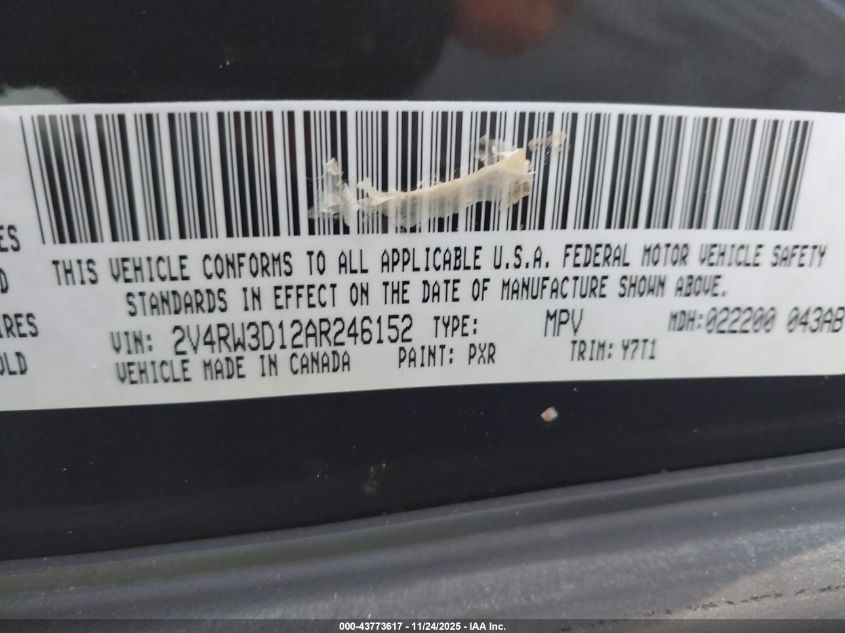 THIS VEHICLE CONFORMS TO ALL APPLICABLE U.S.A. FEDERAL MOTOR VEHICLE SAFETY
STANDARDS IN EFFECT ON THE DATE OF MANUFACTURE SHOWN ABOVE.
VIN: 2V4RW3D12AR246152 TYPE: MPV MDH:022200 043AB
VEHICLE MADE IN CANADA PAINT: PXR TRIM: Y7T1
ES
D
IRES
OLD
000-43773617 - 11/24/2025 - IAA Inc.